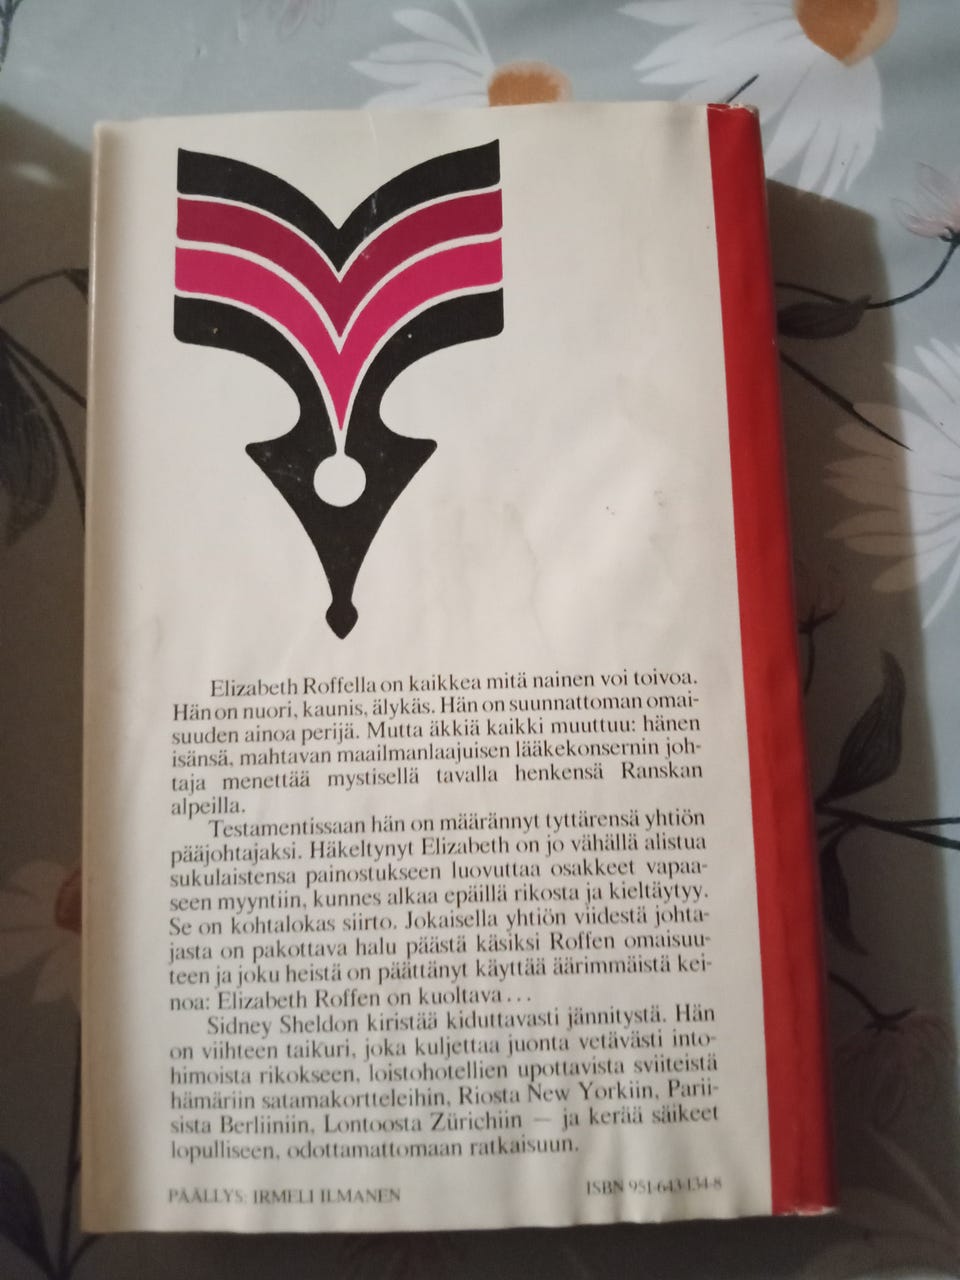 Elizabeth Roffella on kaikkea mitä nainen voi toivoa.
Hän on nuori, kaunis, älykäs. Hän on suunnattoman omai-
suuden ainoa perijä. Mutta äkkiä kaikki muuttuu: hänen
isänsä, mahtavan maailmanlaajuisen lääkekonsernin joh-
taja menettää mystisellä tavalla henkensä Ranskan
alpeilla.
Testamentissaan hän on määrännyt tyttärensä yhtiön
pääjohtajaksi. Häkeltynyt Elizabeth on jo vähällä alistua
sukulaistensa painostukseen luovuttaa osakkeet vapaa-
seen myyntiin, kunnes alkaa epäillä rikosta ja kieltäytyy.
Se on kohtalokas siirto. Jokaisella yhtiön viidestä johta-
jasta on pakottava halu päästä käsiksi Roffen omaisuu-
teen ja joku heistä on päättänyt käyttää äärimmäistä kei-
noa: Elizabeth Roffen on kuoltava...
Sidney Sheldon kiristää kiduttavasti jännitystä. Hän
on viihteen taikuri, joka kuljettaa juonta vetävästi into-
himoista rikokseen, loistohotellien upottavista sviiteistä
hämäriin satamakortteleihin, Riosta New Yorkiin, Parii-
sista Berliiniin, Lontoosta Zürichiin — ja kerää säikeet
lopulliseen, odottamattomaan ratkaisuun.
PÄÄLLYS: IRMELI ILMANEN
ISBN 951-643-134-8